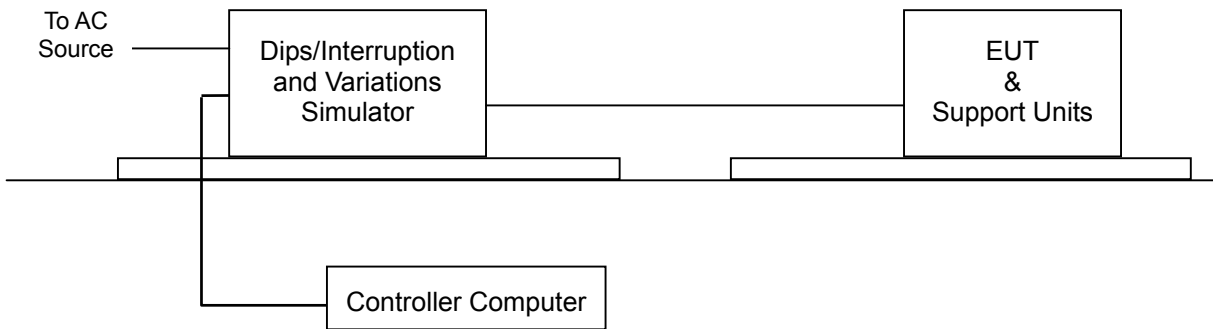 To AC
Source
Dips/Interruption
and Variations
Simulator
EUT
&
Support Units
Controller Computer